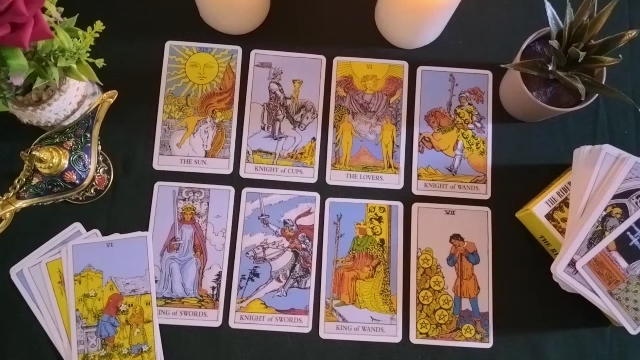 THE SUN.
KNIGHT of CUPS.
VI
THE LOVERS.
KNIGHT of WANDS.
KING of SWORDS.
KNIGHT of SWORDS.
KING of WANDS.
VII
VI
THE